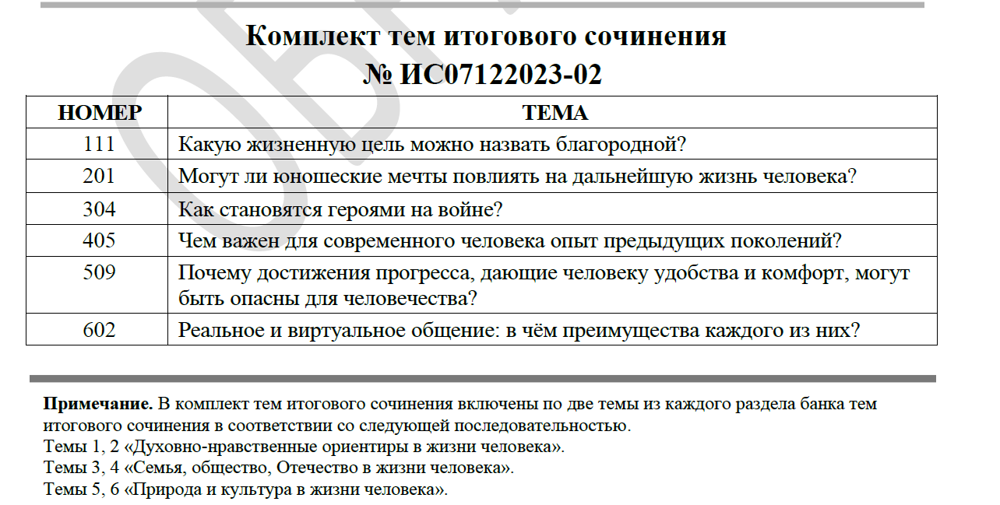 Комплект тем итогового сочинения
№ ИС07122023-02
НОМЕР ТЕМА
111 Какую жизненную цель можно назвать благородной?
201 Могут ли юношеские мечты повлиять на дальнейшую жизнь человека?
304 Как становятся героями на войне?
405 Чем важен для современного человека опыт предыдущих поколений?
509 Почему достижения прогресса, дающие человеку удобства и комфорт, могут
быть опасны для человечества?
602 Реальное и виртуальное общение: в чём преимущества каждого из них?
Примечание. В комплект тем итогового сочинения включены по две темы из каждого раздела банка тем
итогового сочинения в соответствии со следующей последовательностью.
Темы 1, 2 «Духовно-нравственные ориентиры в жизни человека».
Темы 3, 4 «Семья, общество, Отечество в жизни человека».
Темы 5, 6 «Природа и культура в жизни человека».